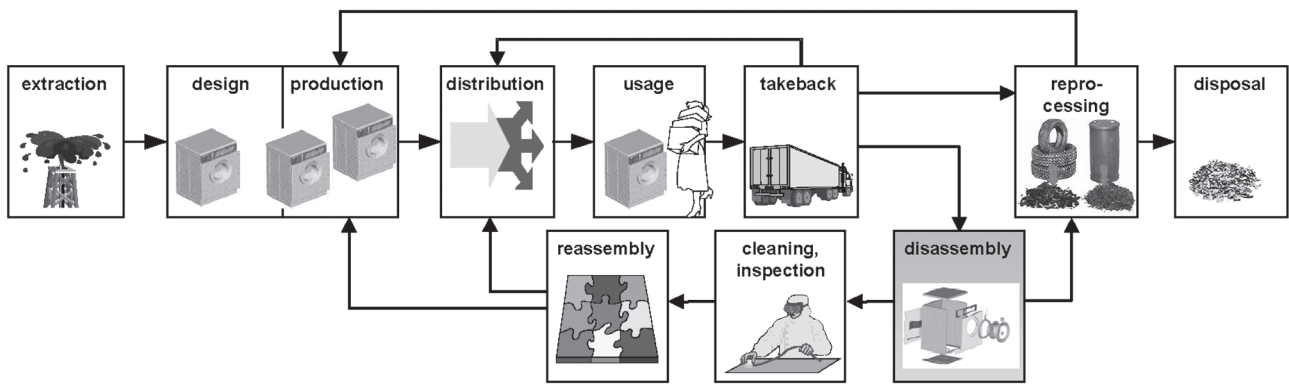 extraction
design
production
distribution
usage
takeback
repro-
cessing
disposal
reassembly
cleaning,
inspection
disassembly